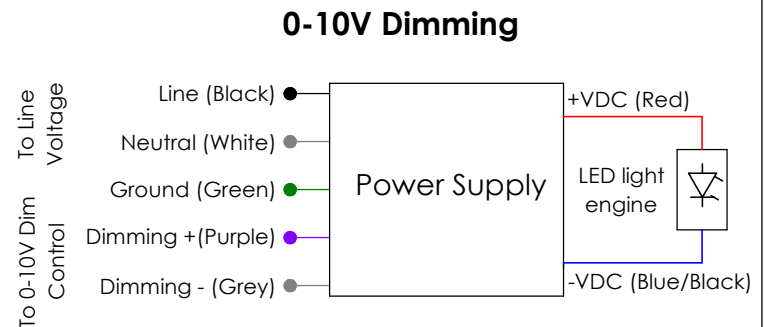 0-10V Dimming
To Line
Voltage
To 0-10V Dim
Control
Line (Black)
Neutral (White)
Ground (Green)
Dimming +(Purple)
Dimming - (Grey)
Power Supply
+VDC (Red)
LED light
engine
-VDC (Blue/Black)